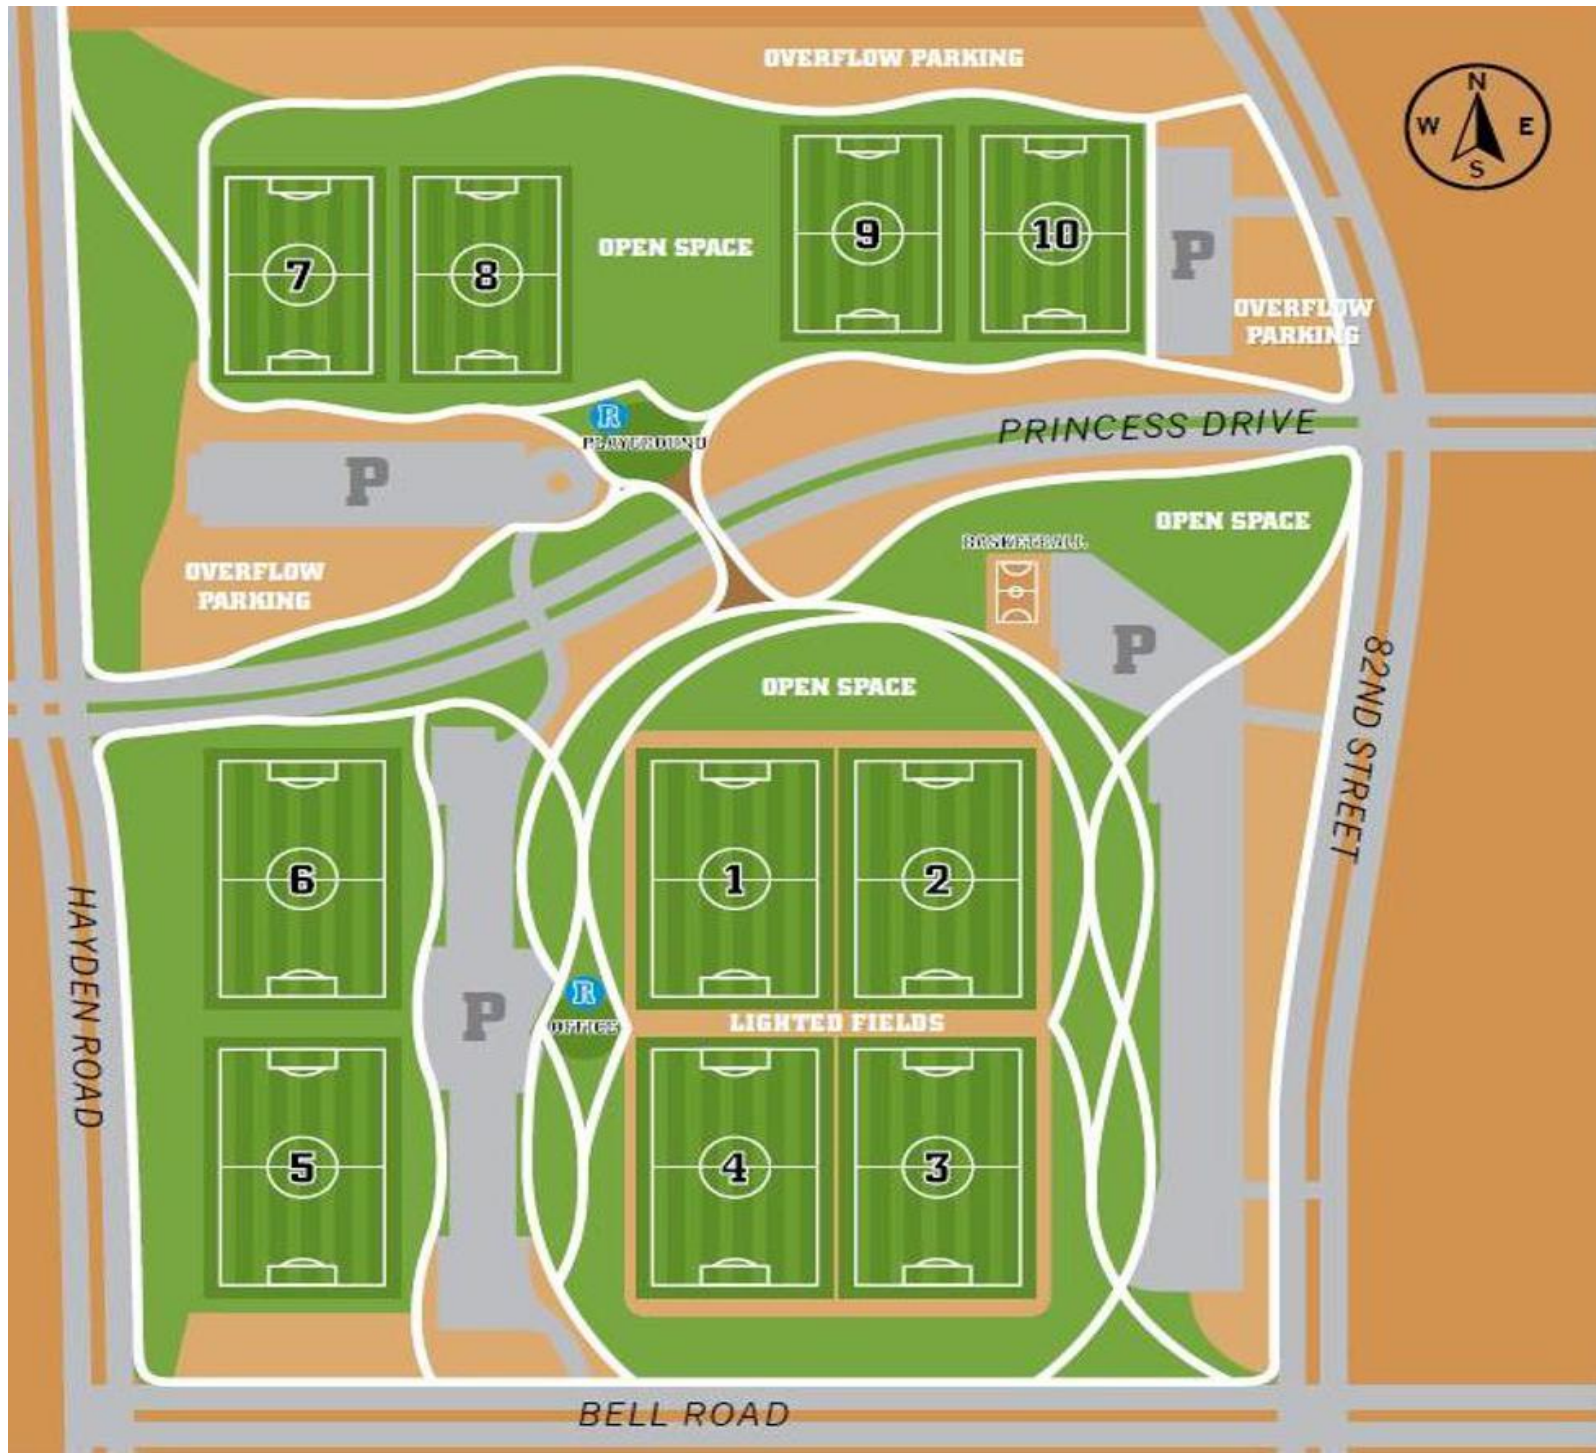 OVERFLOW PARKING
N
W E
S
9 10
7 8
OPEN SPACE
P
OVERFLOW
PARKING
R
PLAYGROUND
PRINCESS DRIVE
P
OPEN SPACE
BASKETBALL
OVERFLOW
PARKING
P
OPEN SPACE
82ND STREET
6
1 2
HAYDEN ROAD
R
P
OFFICE
LIGHTED FIELDS
5
4 3
BELL ROAD